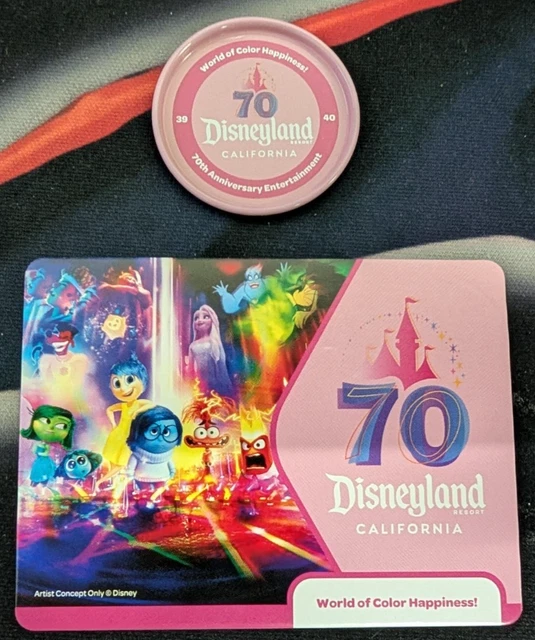 World of Color Happiness!
70
39
40
Disneyland
RESORT
CALIFORNIA
70th Anniversary Entertainment
70
Disneyland
RESORT
CALIFORNIA
Artist Concept Only © Disney
World of Color Happiness!